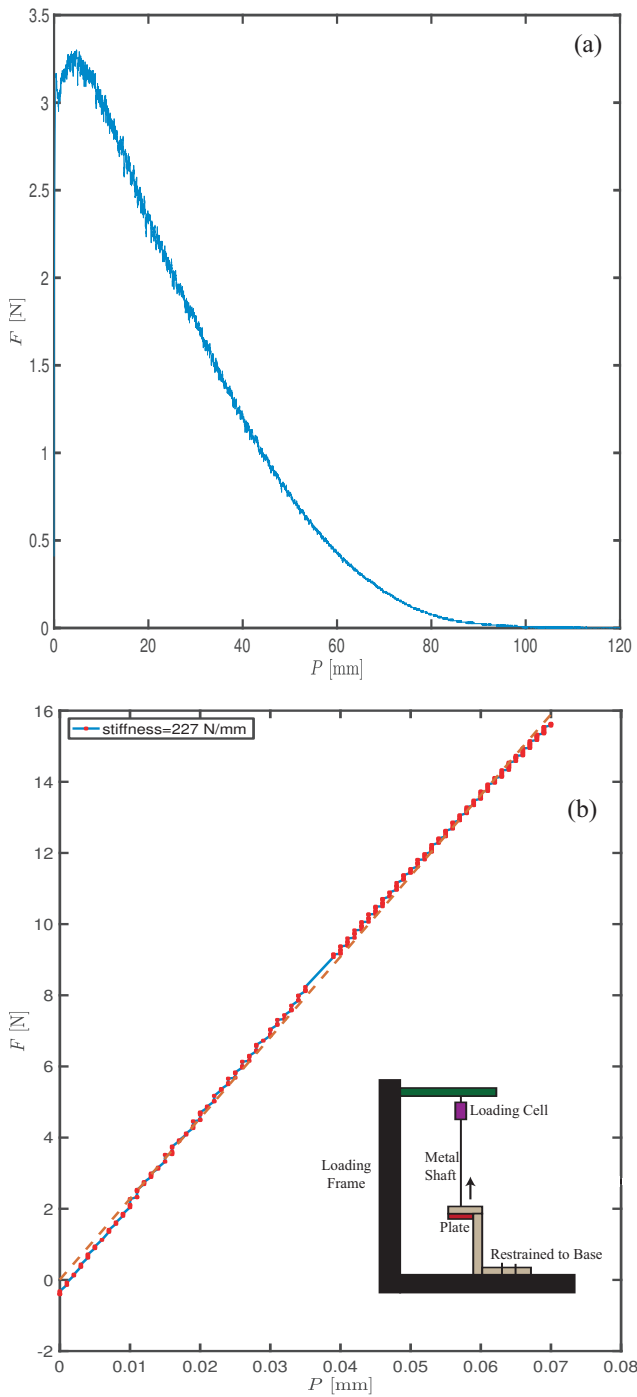 3.5
(a)
3
2.5
2
F [N]
1.5
1
0.5
0
0 20 40 60 80 100 120
P [mm]
16
stiffness=227 N/mm
14
(b)
12
10
8
F [N]
6
Loading Cell
4
Loading
Frame
Metal
Shaft
2
Plate
Restrained to Base
0
-2
0 0.01 0.02 0.03 0.04 0.05 0.06 0.07 0.08
P [mm]